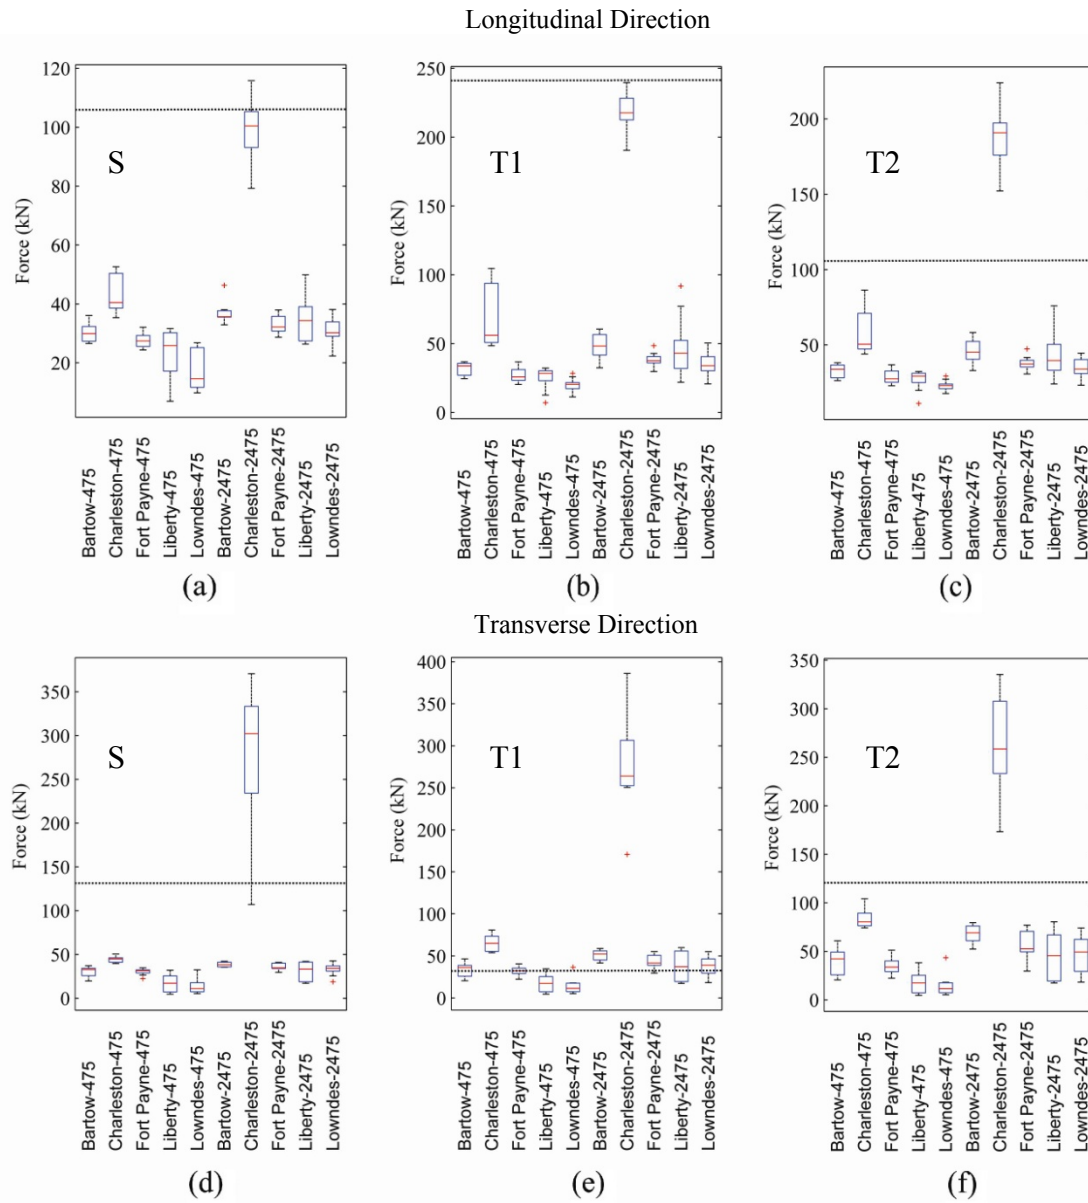 Longitudinal Direction
120
100
80
60
40
20
Force (kN)
S
Bartow-475
Charleston-475
Fort Payne-475
Liberty-475
Lowndes-475
Bartow-2475
Charleston-2475
Fort Payne-2475
Liberty-2475
Lowndes-2475
(a)
250
200
150
100
50
0
Force (kN)
T1
Bartow-475
Charleston-475
Fort Payne-475
Liberty-475
Lowndes-475
Bartow-2475
Charleston-2475
Fort Payne-2475
Liberty-2475
Lowndes-2475
(b)
200
150
100
50
0
Force (kN)
T2
Bartow-475
Charleston-475
Fort Payne-475
Liberty-475
Lowndes-475
Bartow-2475
Charleston-2475
Fort Payne-2475
Liberty-2475
Lowndes-2475
(c)
Transverse Direction
350
300
250
200
150
100
50
0
Force (kN)
S
Bartow-475
Charleston-475
Fort Payne-475
Liberty-475
Lowndes-475
Bartow-2475
Charleston-2475
Fort Payne-2475
Liberty-2475
Lowndes-2475
(d)
400
350
300
250
200
150
100
50
0
Force (kN)
T1
Bartow-475
Charleston-475
Fort Payne-475
Liberty-475
Lowndes-475
Bartow-2475
Charleston-2475
Fort Payne-2475
Liberty-2475
Lowndes-2475
(e)
350
300
250
200
150
100
50
0
Force (kN)
T2
Bartow-475
Charleston-475
Fort Payne-475
Liberty-475
Lowndes-475
Bartow-2475
Charleston-2475
Fort Payne-2475
Liberty-2475
Lowndes-2475
(f)